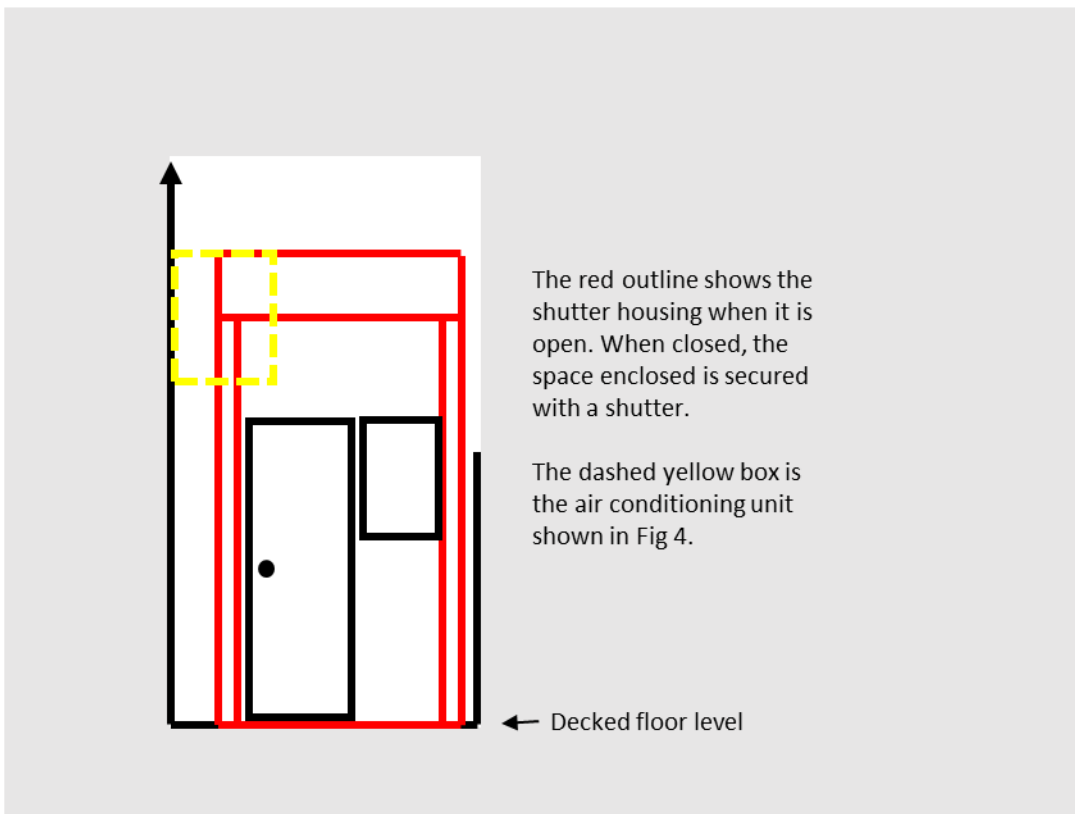 The red outline shows the
shutter housing when it is
open. When closed, the
space enclosed is secured
with a shutter.
The dashed yellow box is
the air conditioning unit
shown in Fig 4.
Decked floor level